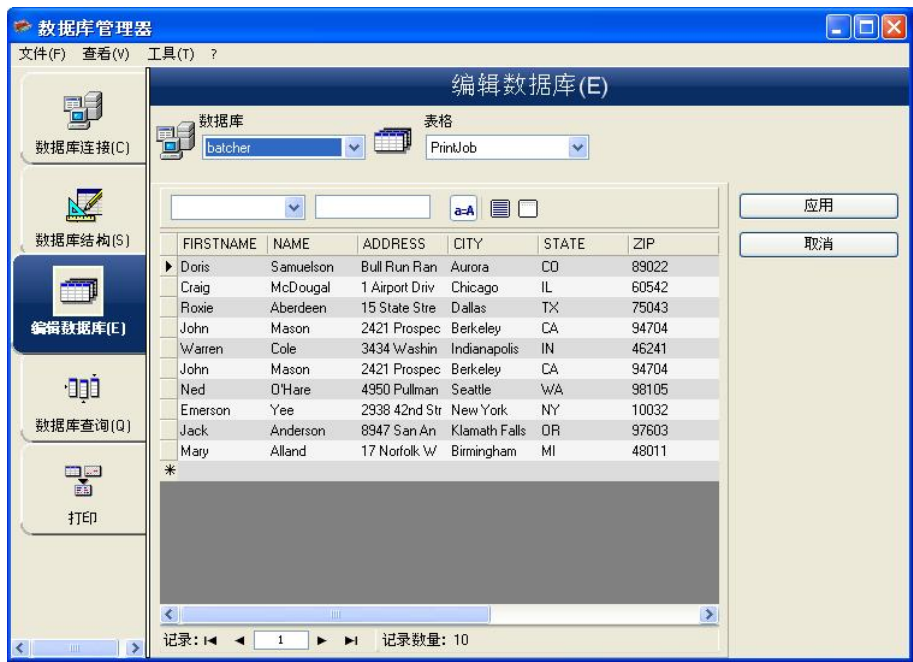 数据库管理器
文件(F) 查看(V) 工具(T) ?
数据库连接(C)
数据库结构(S)
编辑数据库(E)
数据库查询(Q)
打印
编辑数据库(E)
数据库 表格
batcher PrintJob
a=A
应用
取消
FIRSTNAME NAME ADDRESS CITY STATE ZIP
Doris Samuelson Bull Run Ran Aurora CO 89022
Craig McDougal 1 Airport Driv Chicago IL 60542
Roxie Aberdeen 15 State Stre Dallas TX 75043
John Mason 2421 Prospec Berkeley CA 94704
Warren Cole 3434 Washin Indianapolis IN 46241
John Mason 2421 Prospec Berkeley CA 94704
Ned O'Hare 4950 Pullman Seattle WA 98105
Emerson Yee 2938 42nd Str New York NY 10032
Jack Anderson 8947 San An Klamath Falls OR 97603
Mary Alland 17 Norfolk W Birmingham MI 48011
记录: 1 记录数量: 10